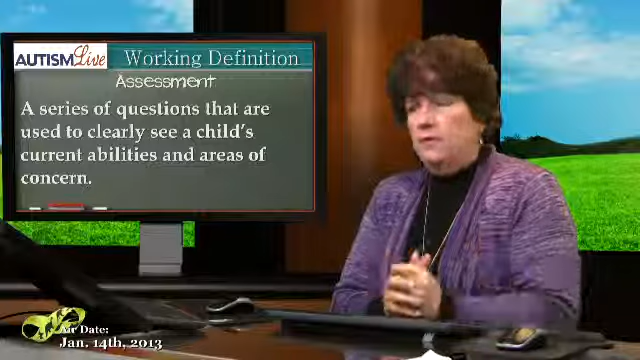 AUTISM Live
Working Definition
Assessment
A series of questions that are
used to clearly see a child's
current abilities and areas of
concern.
Air Date:
Jan. 14th, 2013